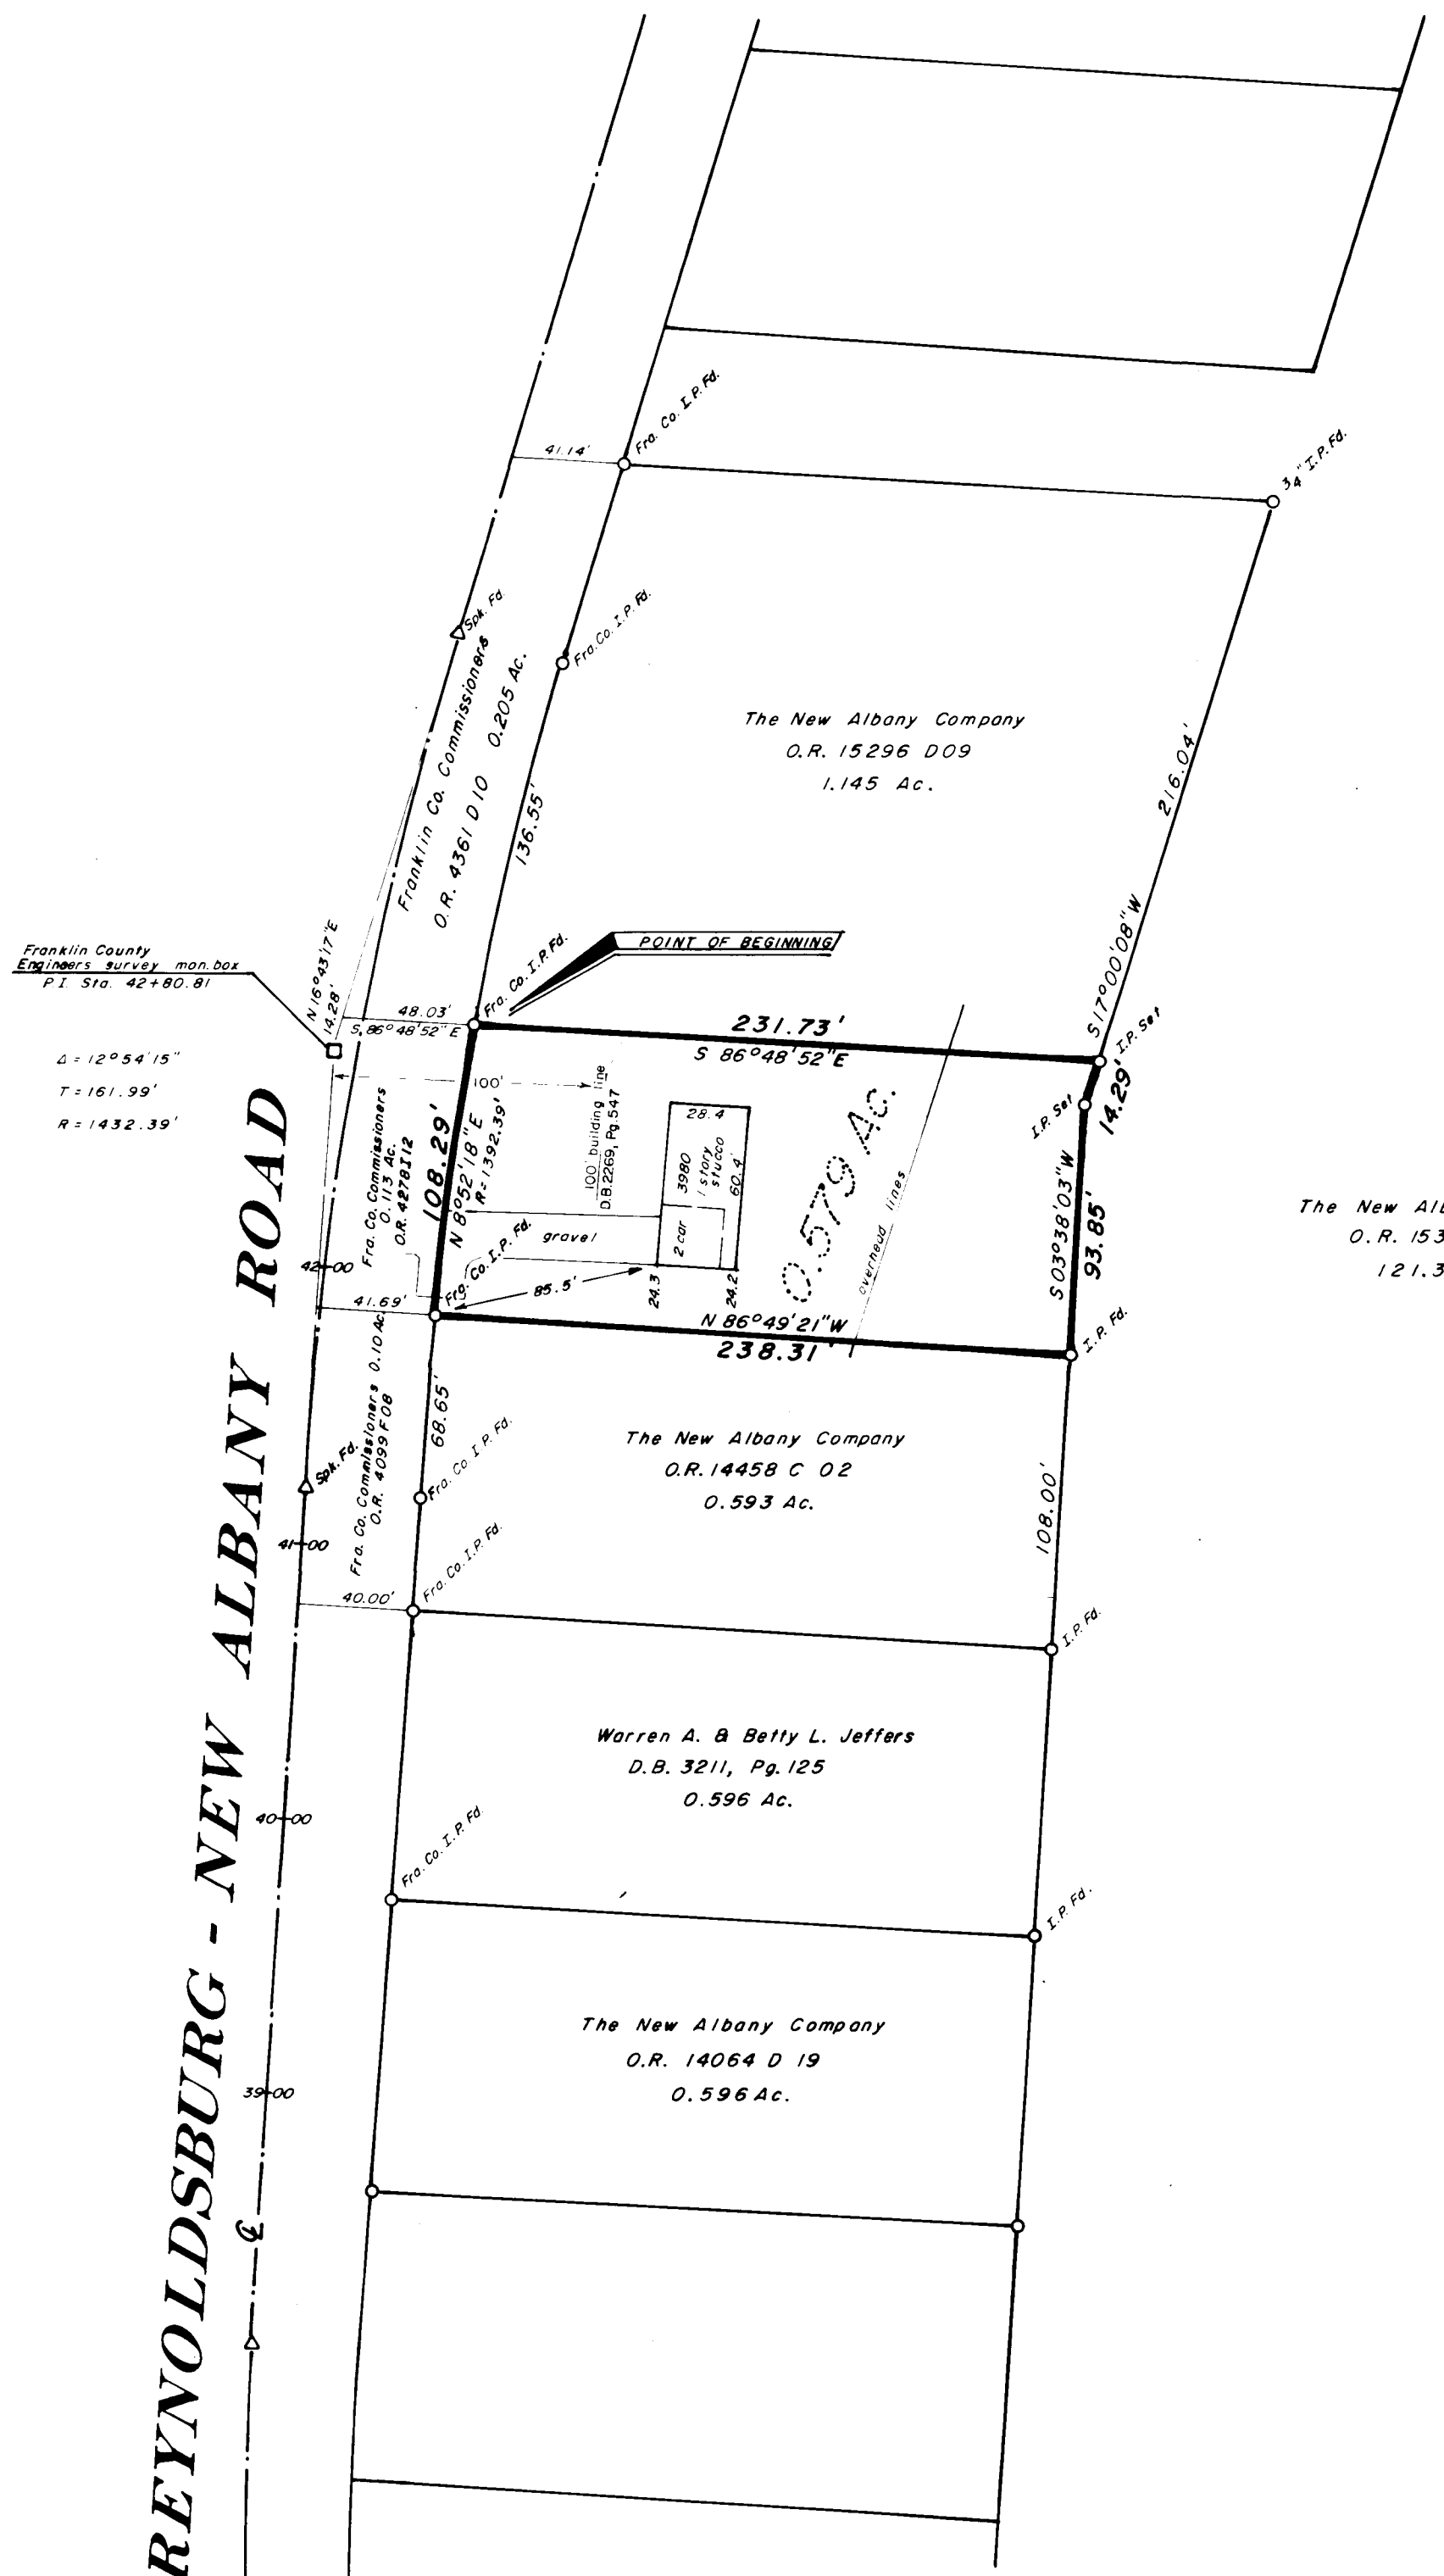 Fra. Co. I.P. Fd.
41.14'
3/4" I.P. Fd.
Spk. Fd.
Fra. Co. I.P. Fd.
Franklin Co. Commissioners
O.R. 4361 D10 0.205 Ac.
136.55'
The New Albany Company
O.R. 15296 D09
1.145 Ac.
216.04'
S 17°00'08"W
Franklin County
Engineers survey mon. box
P.I. Sta. 42+80.81
N 16°43'17"E
14.28'
Δ = 12°54'15"
T = 161.99'
R = 1432.39'
Fra. Co. I.P. Fd.
POINT OF BEGINNING
48.03'
S. 86°48'52" E
231.73'
S 86°48'52"E
I.P. Set
14.29'
I.P. Set
100'
Fra. Co. Commissioners
0.113 Ac.
O.R. 4278I12
108.29'
N 8°52'18"E
R=1392.39'
100' building line
D.B. 2269, Pg. 547
28.4
3980
1 story
stucco
60.4'
2 car
gravel
24.3
24.2
85.5'
0.579 Ac.
overhead lines
S 03°38'03"W
93.85'
The New Alb
O.R. 153
121.3
42+00
41.69'
Fra. Co. I.P. Fd.
N 86°49'21"W
238.31'
I.P. Fd.
Fra. Co. Commissioners 0.10 Ac.
O.R. 4099 F08
68.65'
Fra. Co. I.P. Fd.
Spk. Fd.
The New Albany Company
O.R. 14458 C 02
0.593 Ac.
108.00'
41+00
40.00'
Fra. Co. I.P. Fd.
I.P. Fd.
Warren A. & Betty L. Jeffers
D.B. 3211, Pg. 125
0.596 Ac.
40+00
Fra. Co. I.P. Fd.
I.P. Fd.
The New Albany Company
O.R. 14064 D 19
0.596 Ac.
39+00
REYNOLDSBURG - NEW ALBANY ROAD